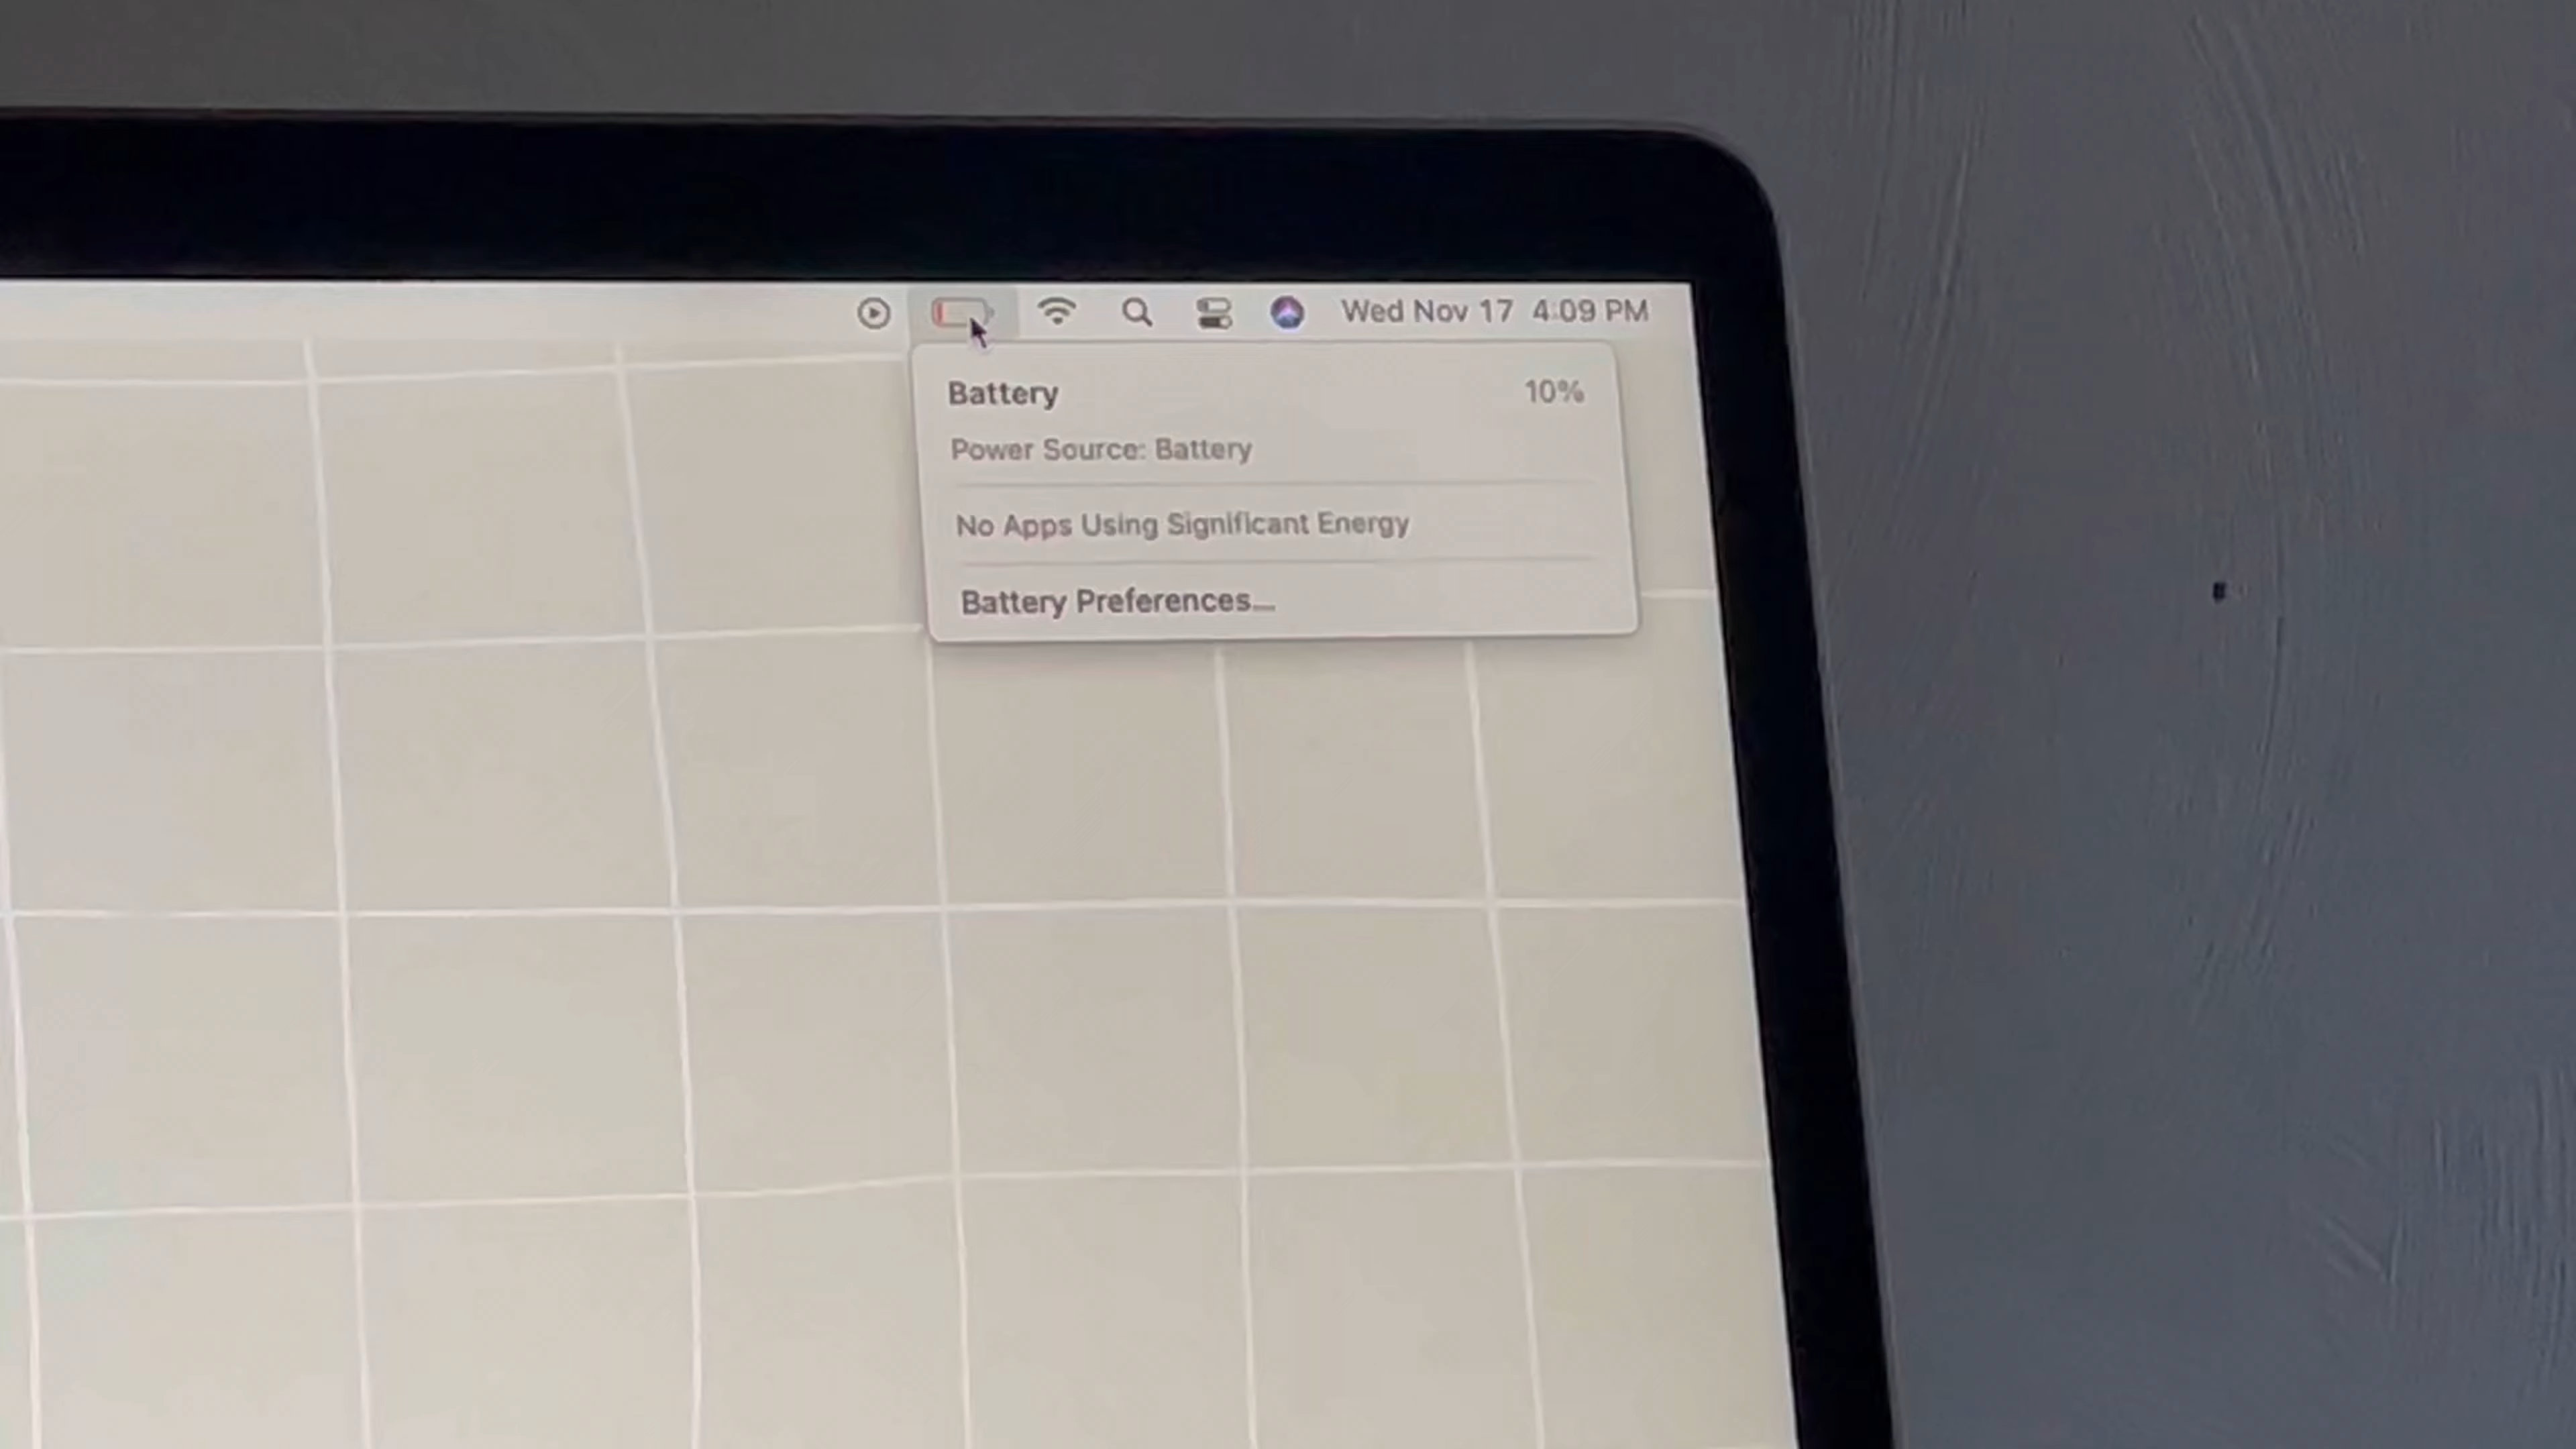 Wed Nov 17 4:09 PM
Battery 10%
Power Source: Battery
No Apps Using Significant Energy
Battery Preferences...